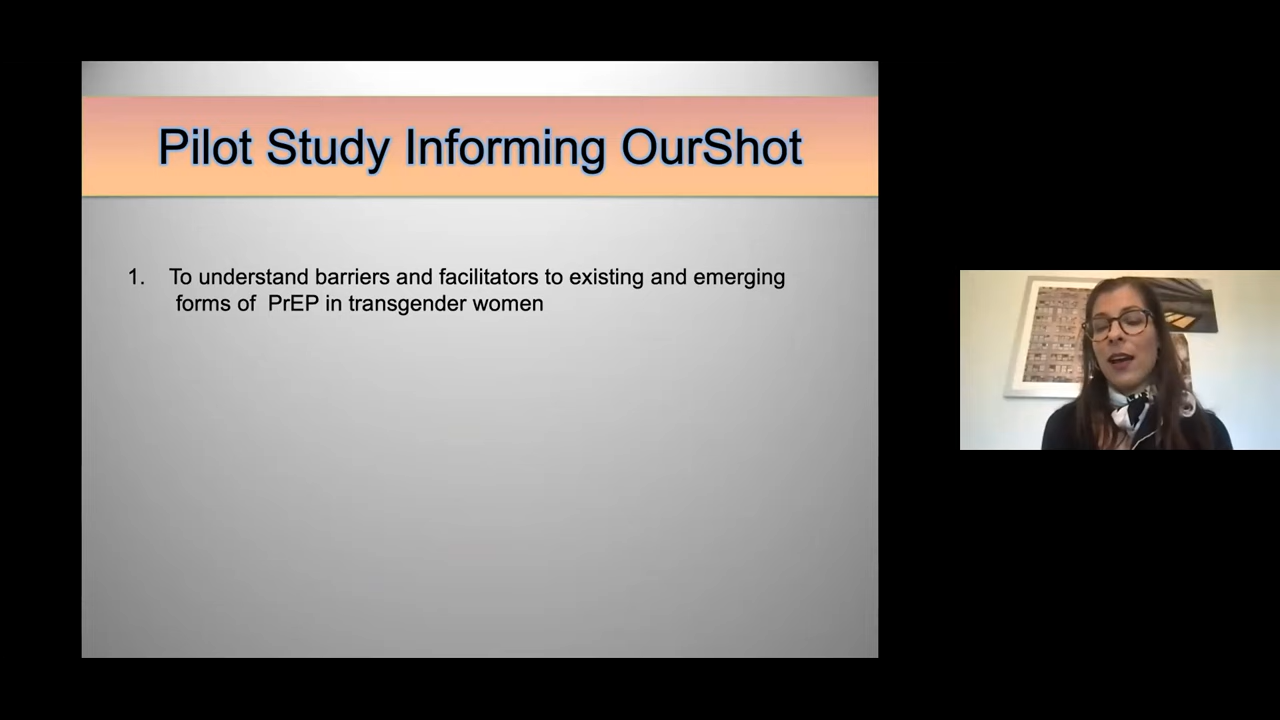 Pilot Study Informing OurShot
1. To understand barriers and facilitators to existing and emerging
forms of PrEP in transgender women